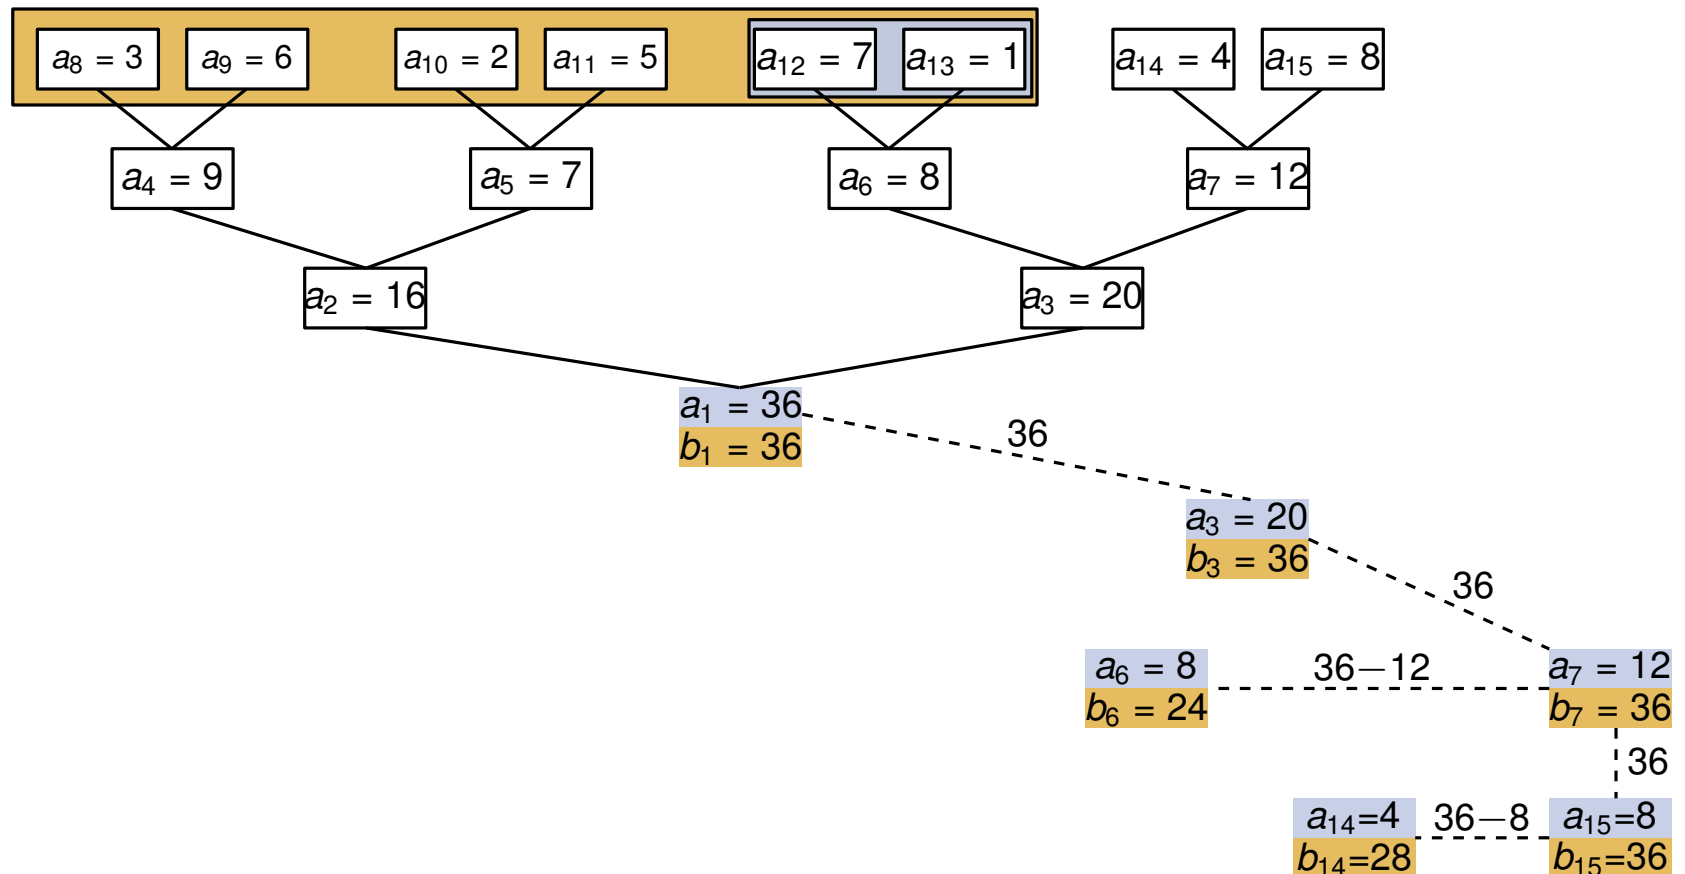 a₈ = 3
a₉ = 6
a₁₀ = 2
a₁₁ = 5
a₁₂ = 7
a₁₃ = 1
a₁₄ = 4
a₁₅ = 8
a₄ = 9
a₅ = 7
a₆ = 8
a₇ = 12
a₂ = 16
a₃ = 20
a₁ = 36
b₁ = 36
36
a₃ = 20
b₃ = 36
36
a₆ = 8
b₆ = 24
36−12
a₇ = 12
b₇ = 36
36
a₁₄=4
b₁₄=28
36−8
a₁₅=8
b₁₅=36